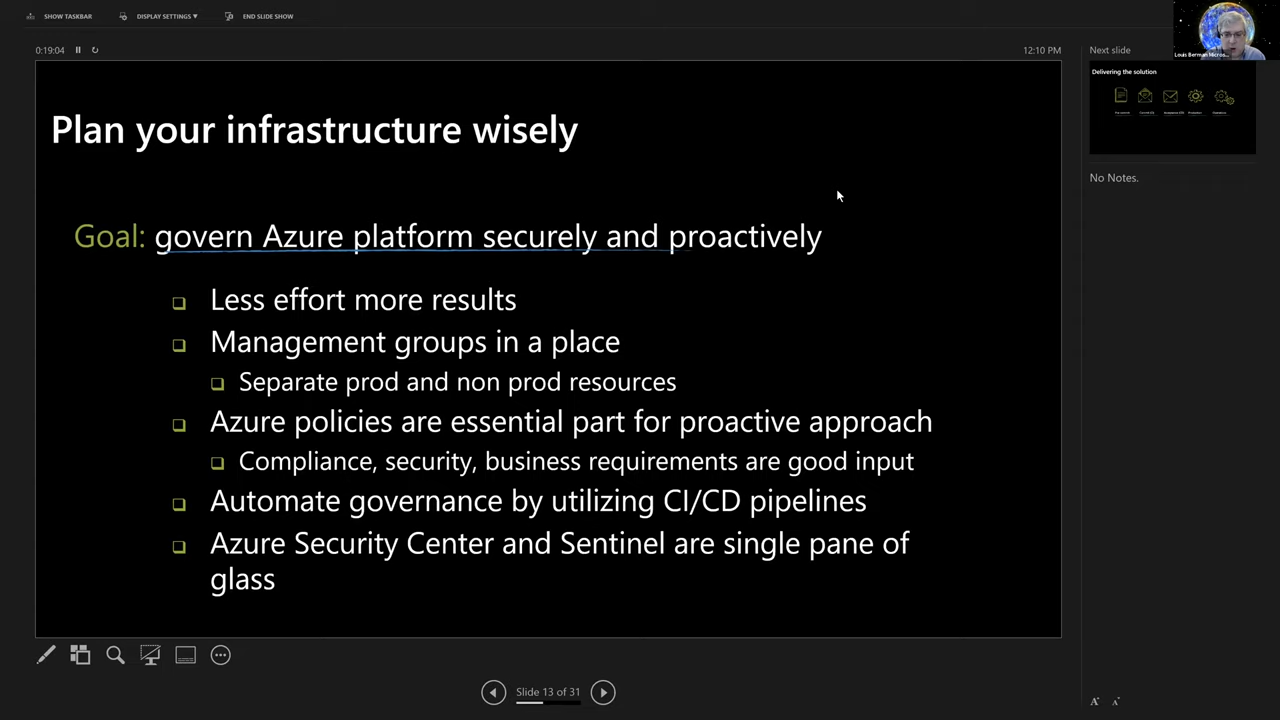 SHOW TASKBAR
DISPLAY SETTINGS ▾
END SLIDE SHOW
0:19:04
12:10 PM
Next slide
Louis Berman Micros...
Plan your infrastructure wisely
Goal: govern Azure platform securely and proactively
Less effort more results
Management groups in a place
Separate prod and non prod resources
Azure policies are essential part for proactive approach
Compliance, security, business requirements are good input
Automate governance by utilizing CI/CD pipelines
Azure Security Center and Sentinel are single pane of
glass
Delivering the solution
No Notes.
Slide 13 of 31
A A